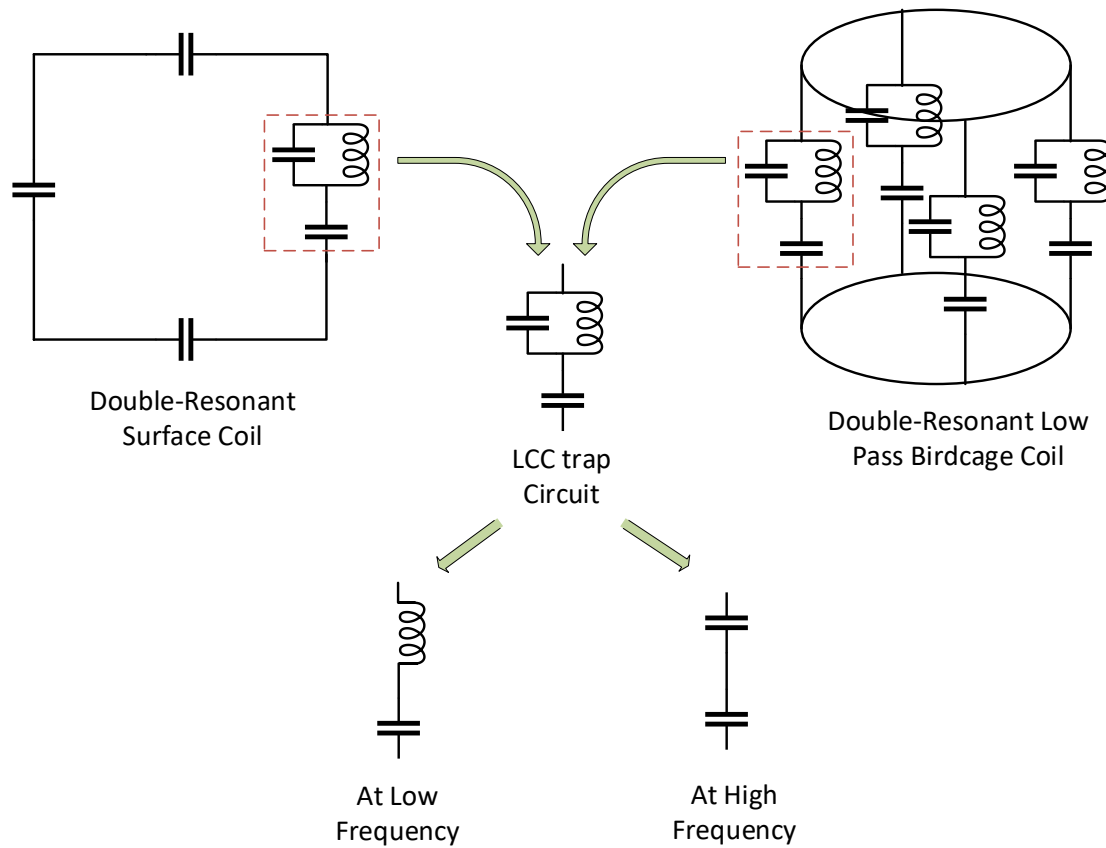 Double-Resonant
Surface Coil
Double-Resonant Low
Pass Birdcage Coil
LCC trap
Circuit
At Low
Frequency
At High
Frequency